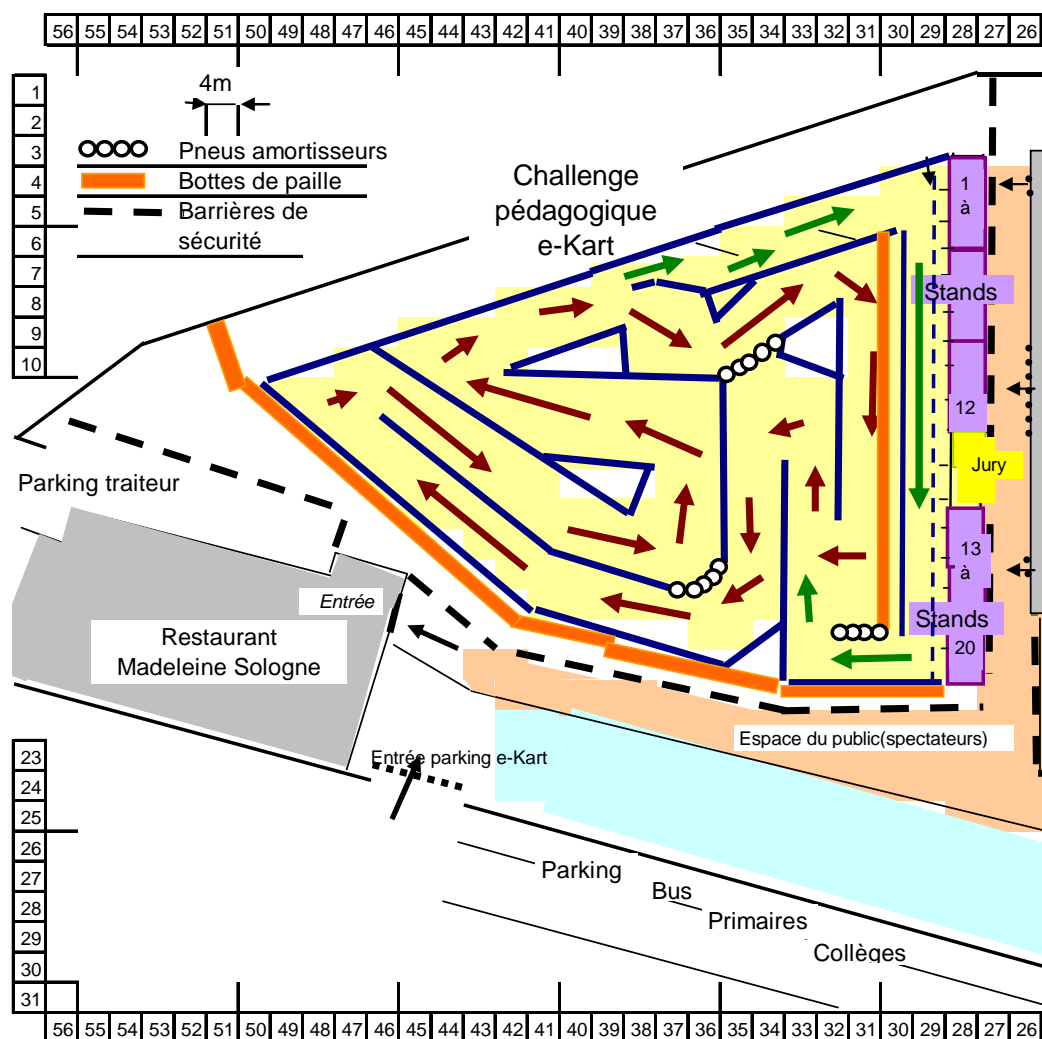 56 55 54 53 52 51 50 49 48 47 46 45 44 43 42 41 40 39 38 37 36 35 34 33 32 31 30 29 28 27 26
1
2
3
4
5
6
7
8
9
10
4m
Pneus amortisseurs
Bottes de paille
Barrières de
sécurité
Challenge
pédagogique
e-Kart
1
à
Stands
12
Jury
13
à
Stands
20
Parking traiteur
Entrée
Restaurant
Madeleine Sologne
Espace du public(spectateurs)
Entrée parking e-Kart
23
24
25
26
27
28
29
30
31
Parking
Bus
Primaires
Collèges
56 55 54 53 52 51 50 49 48 47 46 45 44 43 42 41 40 39 38 37 36 35 34 33 32 31 30 29 28 27 26